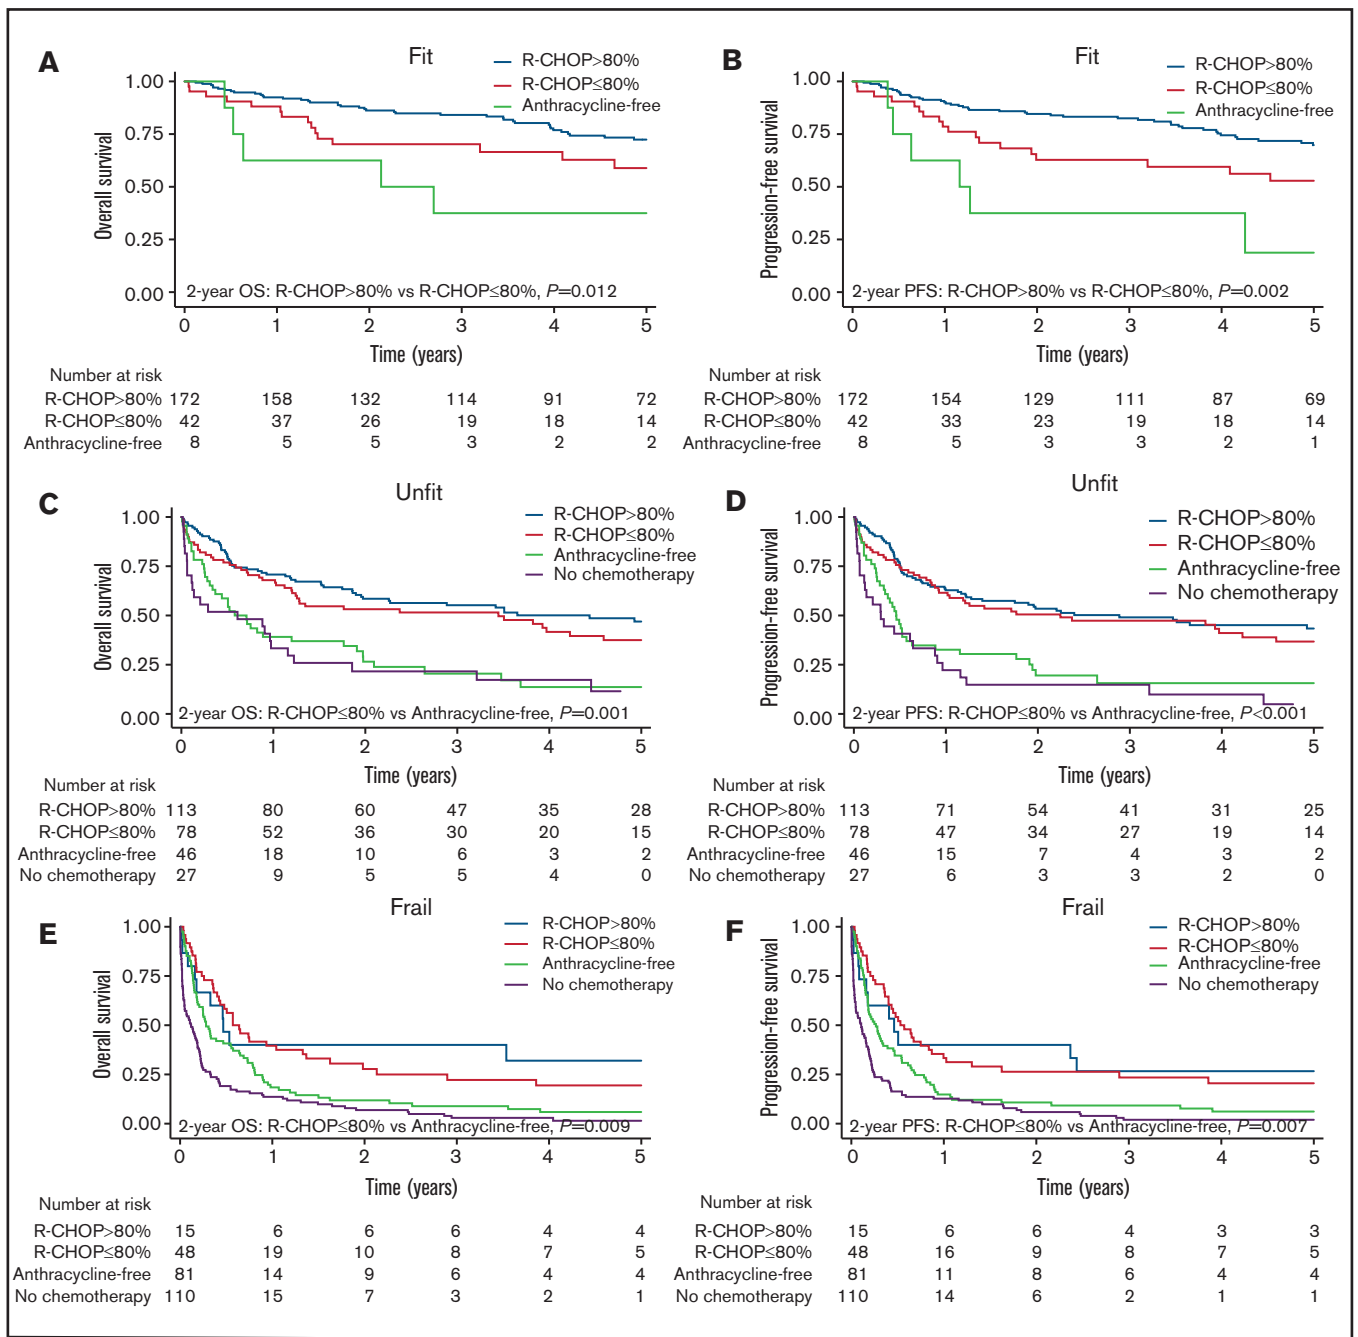 A
Fit
R-CHOP>80%
R-CHOP≤80%
Anthracycline-free
Overall survival
1.00
0.75
0.50
0.25
0.00
2-year OS: R-CHOP>80% vs R-CHOP≤80%, P=0.012
0 1 2 3 4 5
Time (years)
Number at risk
R-CHOP>80% 172 158 132 114 91 72
R-CHOP≤80% 42 37 26 19 18 14
Anthracycline-free 8 5 5 3 2 2
B
Fit
R-CHOP>80%
R-CHOP≤80%
Anthracycline-free
Progression-free survival
1.00
0.75
0.50
0.25
0.00
2-year PFS: R-CHOP>80% vs R-CHOP≤80%, P=0.002
0 1 2 3 4 5
Time (years)
Number at risk
R-CHOP>80% 172 154 129 111 87 69
R-CHOP≤80% 42 33 23 19 18 14
Anthracycline-free 8 5 3 3 2 1
C
Unfit
R-CHOP>80%
R-CHOP≤80%
Anthracycline-free
No chemotherapy
Overall survival
1.00
0.75
0.50
0.25
0.00
2-year OS: R-CHOP≤80% vs Anthracycline-free, P=0.001
0 1 2 3 4 5
Time (years)
Number at risk
R-CHOP>80% 113 80 60 47 35 28
R-CHOP≤80% 78 52 36 30 20 15
Anthracycline-free 46 18 10 6 3 2
No chemotherapy 27 9 5 5 4 0
D
Unfit
R-CHOP>80%
R-CHOP≤80%
Anthracycline-free
No chemotherapy
Progression-free survival
1.00
0.75
0.50
0.25
0.00
2-year PFS: R-CHOP≤80% vs Anthracycline-free, P<0.001
0 1 2 3 4 5
Time (years)
Number at risk
R-CHOP>80% 113 71 54 41 31 25
R-CHOP≤80% 78 47 34 27 19 14
Anthracycline-free 46 15 7 4 3 2
No chemotherapy 27 6 3 3 2 0
E
Frail
R-CHOP>80%
R-CHOP≤80%
Anthracycline-free
No chemotherapy
Overall survival
1.00
0.75
0.50
0.25
0.00
2-year OS: R-CHOP≤80% vs Anthracycline-free, P=0.009
0 1 2 3 4 5
Time (years)
Number at risk
R-CHOP>80% 15 6 6 6 4 4
R-CHOP≤80% 48 19 10 8 7 5
Anthracycline-free 81 14 9 6 4 4
No chemotherapy 110 15 7 3 2 1
F
Frail
R-CHOP>80%
R-CHOP≤80%
Anthracycline-free
No chemotherapy
Progression-free survival
1.00
0.75
0.50
0.25
0.00
2-year PFS: R-CHOP≤80% vs Anthracycline-free, P=0.007
0 1 2 3 4 5
Time (years)
Number at risk
R-CHOP>80% 15 6 6 4 3 3
R-CHOP≤80% 48 16 9 8 7 5
Anthracycline-free 81 11 8 6 4 4
No chemotherapy 110 14 6 2 1 1